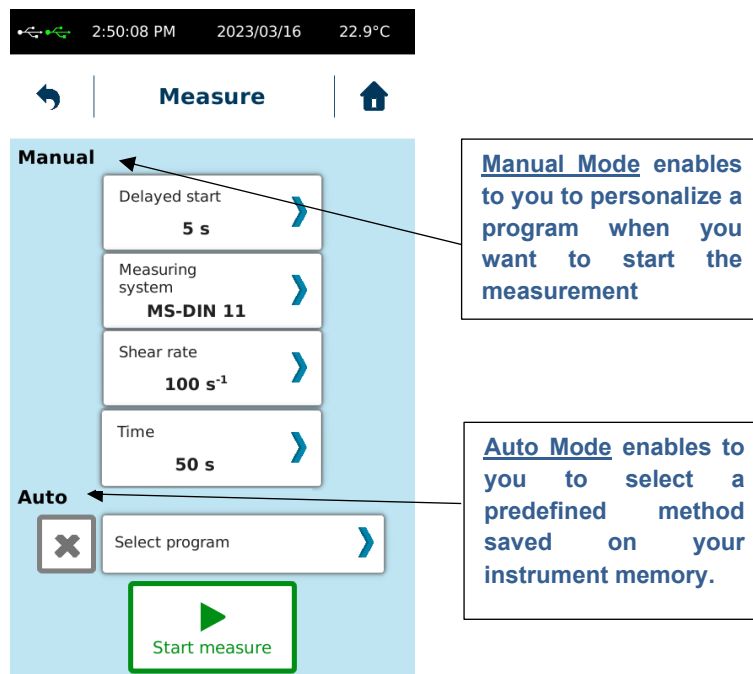 2:50:08 PM 2023/03/16 22.9°C
Measure
Manual
Delayed start
5 s
Measuring
system
MS-DIN 11
Shear rate
100 s⁻¹
Time
50 s
Auto
Select program
Start measure
Manual Mode enables
to you to personalize a
program when you
want to start the
measurement
Auto Mode enables to
you to select a
predefined method
saved on your
instrument memory.